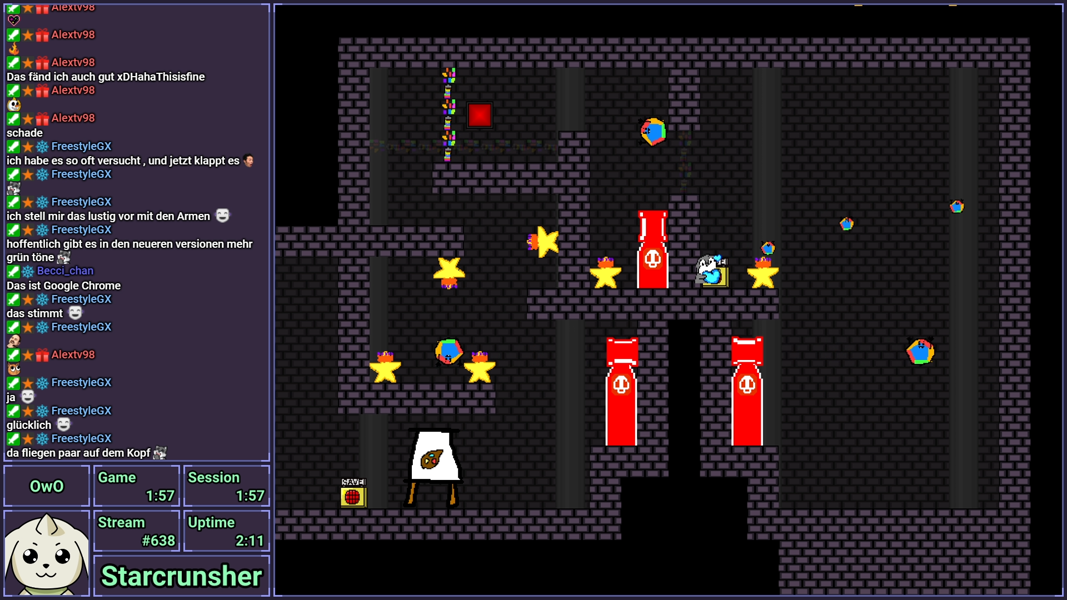 Alextv98
Alextv98
Alextv98
Das fänd ich auch gut xDHahaThisisfine
Alextv98
Alextv98
schade
FreestyleGX
ich habe es so oft versucht , und jetzt klappt es
FreestyleGX
FreestyleGX
ich stell mir das lustig vor mit den Armen
FreestyleGX
hoffentlich gibt es in den neueren versionen mehr
grün töne
Becci_chan
Das ist Google Chrome
FreestyleGX
das stimmt
FreestyleGX
Alextv98
FreestyleGX
ja
FreestyleGX
glücklich
FreestyleGX
da fliegen paar auf dem Kopf
OwO
Game
1:57
Session
1:57
Stream
#638
Uptime
2:11
Starcrunsher
SAVE